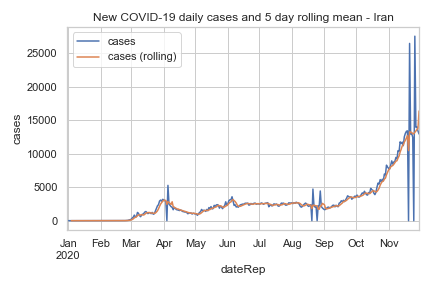 New COVID-19 daily cases and 5 day rolling mean - Iran
cases
cases (rolling)
25000
20000
15000
10000
5000
0
cases
Jan Feb Mar Apr May Jun Jul Aug Sep Oct Nov
2020
dateRep